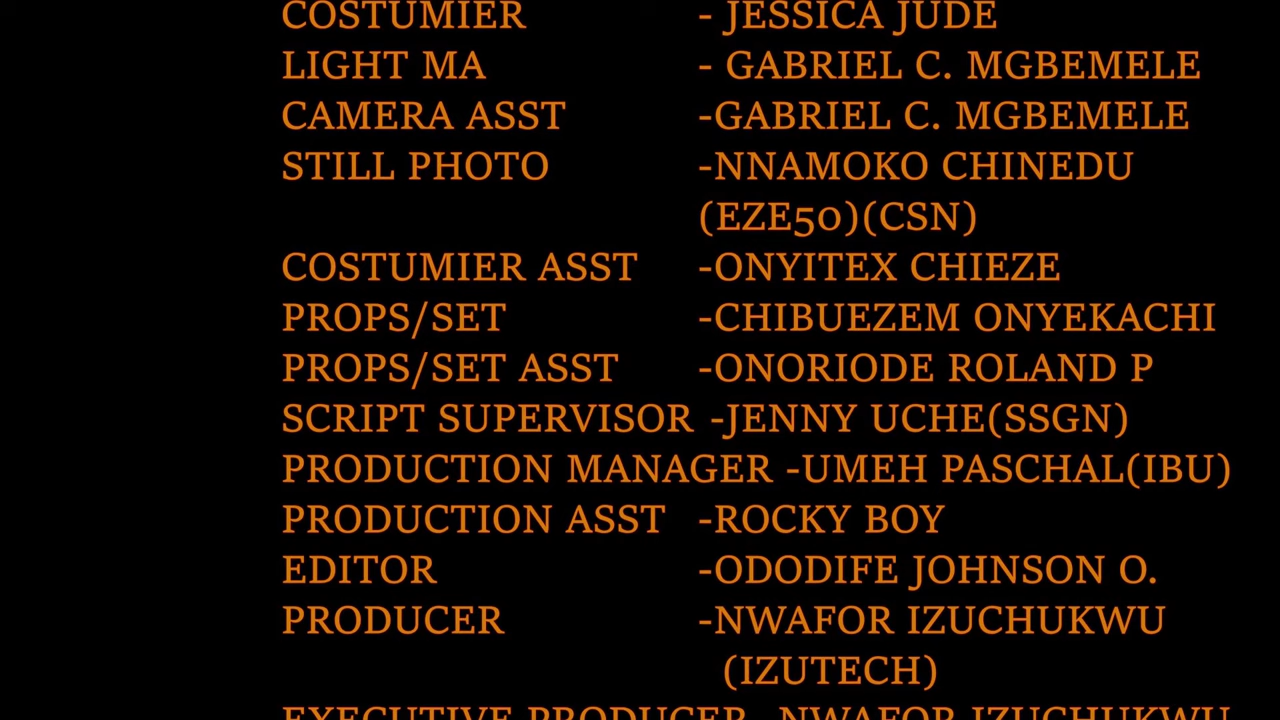 COSTUMIER - JESSICA JUDE
LIGHT MA - GABRIEL C. MGBEMELE
CAMERA ASST -GABRIEL C. MGBEMELE
STILL PHOTO -NNAMOKO CHINEDU
(EZE50)(CSN)
COSTUMIER ASST -ONYITEX CHIEZE
PROPS/SET -CHIBUEZEM ONYEKACHI
PROPS/SET ASST -ONORIODE ROLAND P
SCRIPT SUPERVISOR -JENNY UCHE(SSGN)
PRODUCTION MANAGER -UMEH PASCHAL(IBU)
PRODUCTION ASST -ROCKY BOY
EDITOR -ODODIFE JOHNSON O.
PRODUCER -NWAFOR IZUCHUKWU
(IZUTECH)
EXECUTIVE PRODUCER -NWAFOR IZUCHUKWU